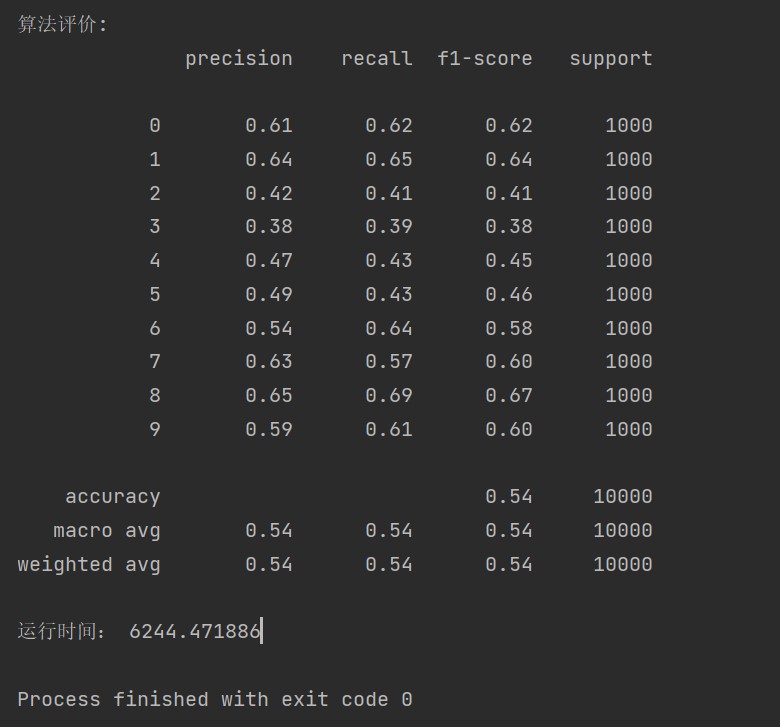 算法评价:
precision recall f1-score support
0 0.61 0.62 0.62 1000
1 0.64 0.65 0.64 1000
2 0.42 0.41 0.41 1000
3 0.38 0.39 0.38 1000
4 0.47 0.43 0.45 1000
5 0.49 0.43 0.46 1000
6 0.54 0.64 0.58 1000
7 0.63 0.57 0.60 1000
8 0.65 0.69 0.67 1000
9 0.59 0.61 0.60 1000
accuracy 0.54 10000
macro avg 0.54 0.54 0.54 10000
weighted avg 0.54 0.54 0.54 10000
运行时间: 6244.471886
Process finished with exit code 0